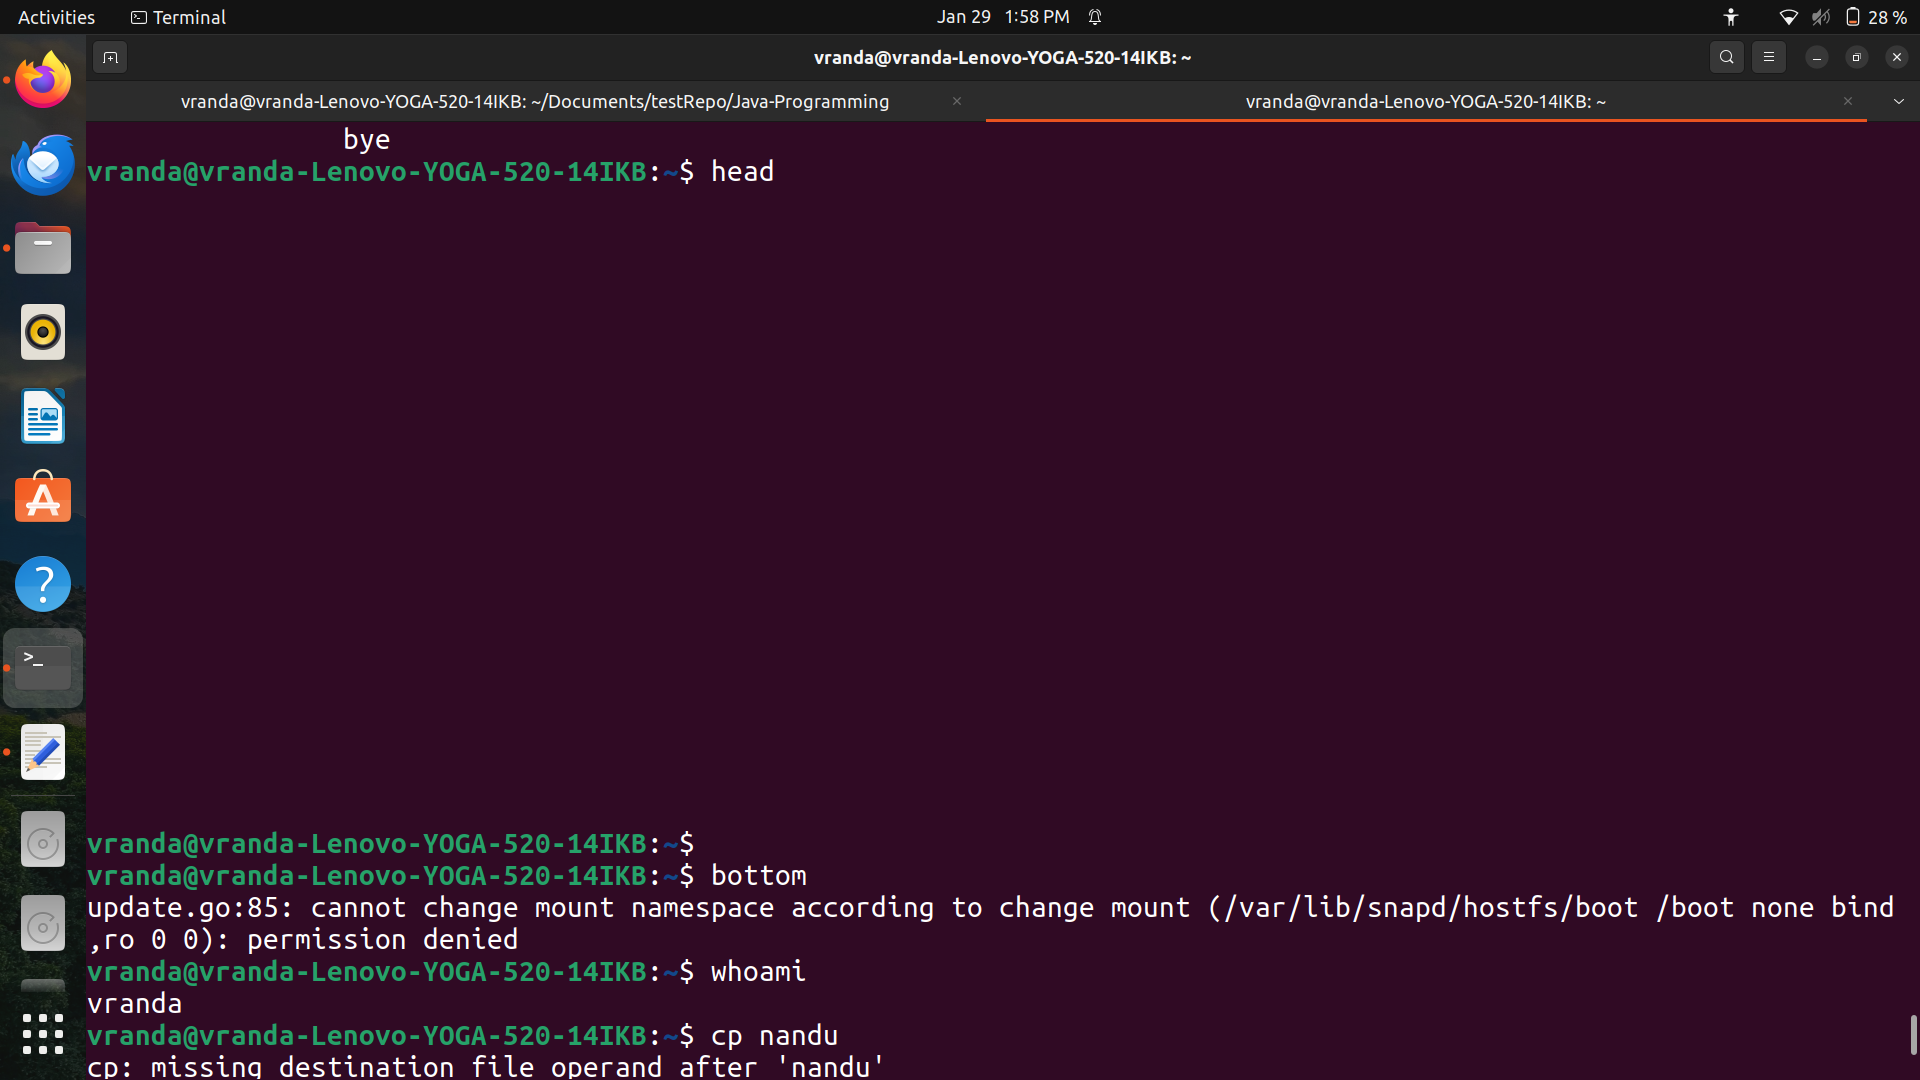 Activities
Terminal
Jan 29 1:58 PM
28 %
vranda@vranda-Lenovo-YOGA-520-14IKB: ~
vranda@vranda-Lenovo-YOGA-520-14IKB: ~/Documents/testRepo/Java-Programming
vranda@vranda-Lenovo-YOGA-520-14IKB: ~
bye
vranda@vranda-Lenovo-YOGA-520-14IKB:~$ head
vranda@vranda-Lenovo-YOGA-520-14IKB:~$
vranda@vranda-Lenovo-YOGA-520-14IKB:~$ bottom
update.go:85: cannot change mount namespace according to change mount (/var/lib/snapd/hostfs/boot /boot none bind
,ro 0 0): permission denied
vranda@vranda-Lenovo-YOGA-520-14IKB:~$ whoami
vranda
vranda@vranda-Lenovo-YOGA-520-14IKB:~$ cp nandu
cp: missing destination file operand after 'nandu'